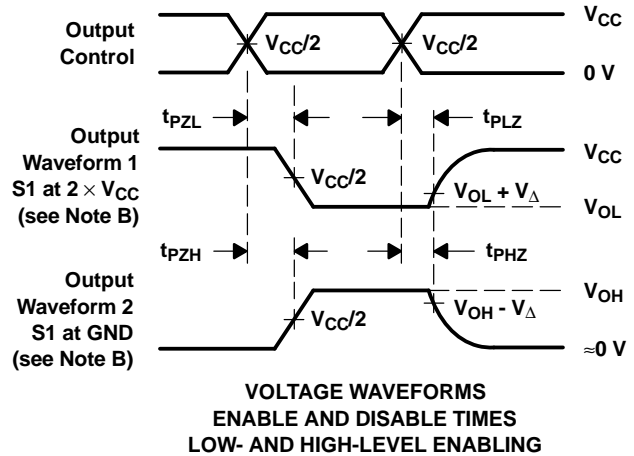 Output
Control
V_CC/2
V_CC/2
V_CC
0 V
t_PZL
t_PLZ
Output
Waveform 1
S1 at 2 × V_CC
(see Note B)
V_CC/2
V_OL + V_Δ
V_CC
V_OL
t_PZH
t_PHZ
Output
Waveform 2
S1 at GND
(see Note B)
V_CC/2
V_OH - V_Δ
V_OH
≈0 V
VOLTAGE WAVEFORMS
ENABLE AND DISABLE TIMES
LOW- AND HIGH-LEVEL ENABLING